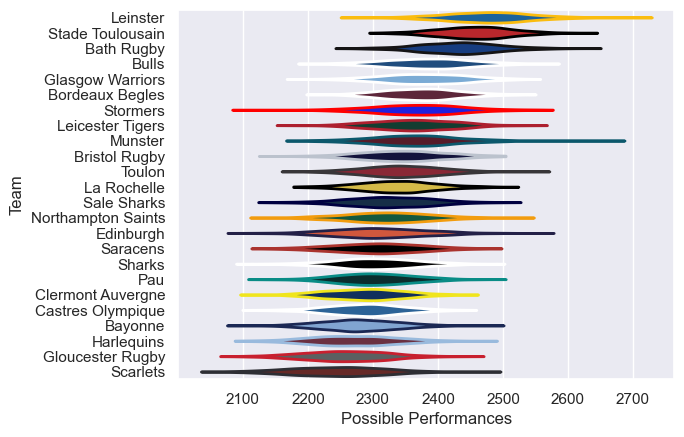 Leinster
Stade Toulousain
Bath Rugby
Bulls
Glasgow Warriors
Bordeaux Begles
Stormers
Leicester Tigers
Munster
Bristol Rugby
Toulon
La Rochelle
Sale Sharks
Northampton Saints
Edinburgh
Saracens
Sharks
Pau
Clermont Auvergne
Castres Olympique
Bayonne
Harlequins
Gloucester Rugby
Scarlets
Team
2100 2200 2300 2400 2500 2600 2700
Possible Performances